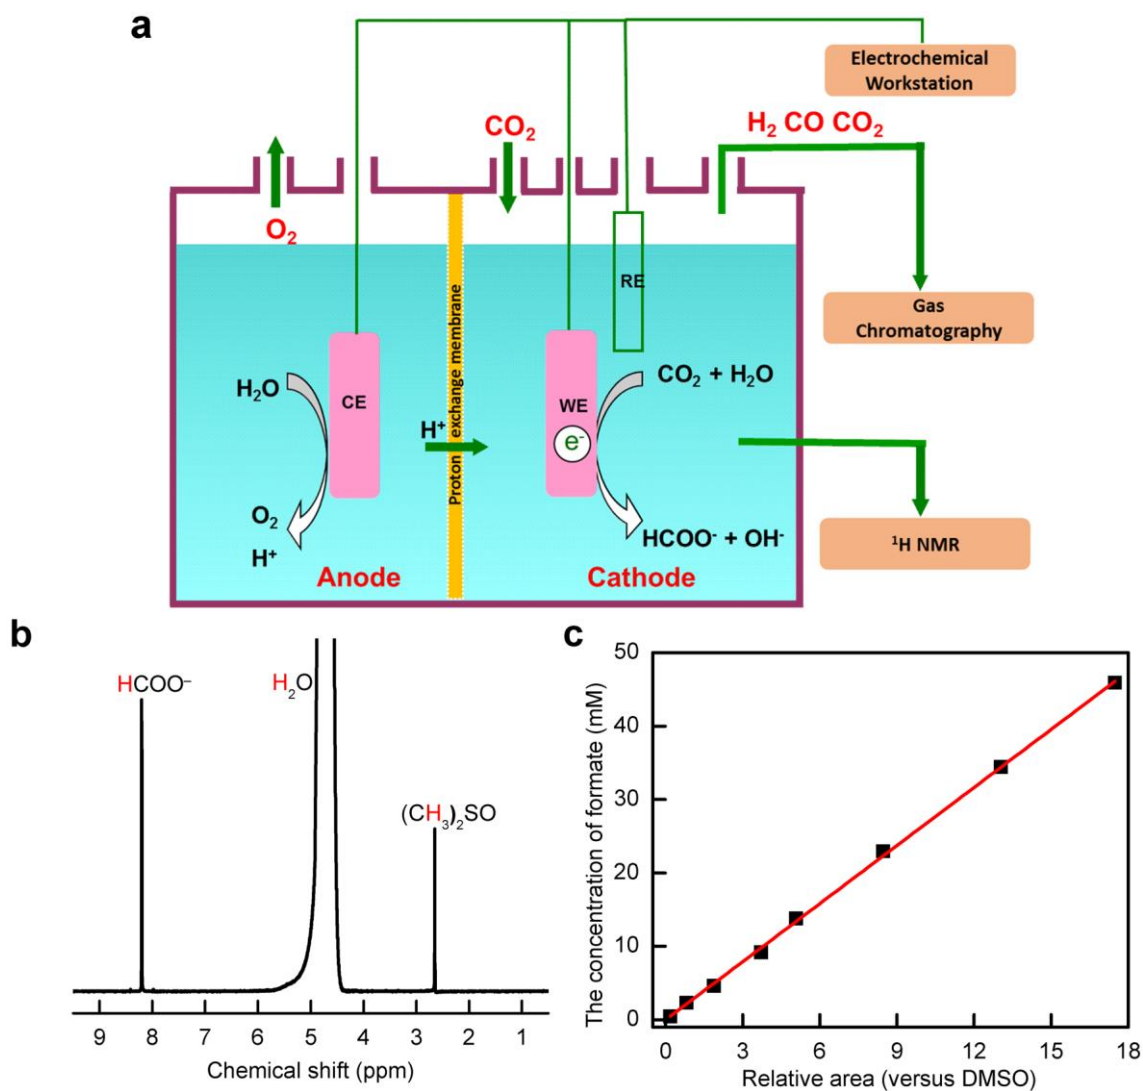 a
Electrochemical
Workstation
CO₂
H₂ CO CO₂
O₂
RE
Gas
Chromatography
H₂O
CE
Proton exchange membrane
H⁺
WE
e⁻
CO₂ + H₂O
O₂
H⁺
HCOO⁻ + OH⁻
¹H NMR
Anode
Cathode
b
HCOO⁻
H₂O
(CH₃)₂SO
9 8 7 6 5 4 3 2 1
Chemical shift (ppm)
c
The concentration of formate (mM)
50
40
30
20
10
0
0 3 6 9 12 15 18
Relative area (versus DMSO)